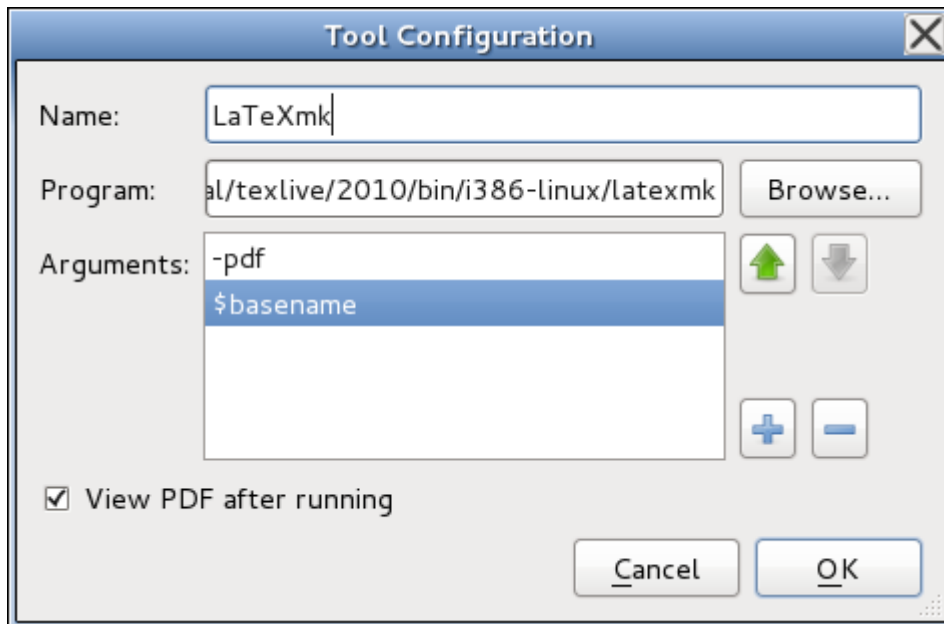 Tool Configuration
Name: LaTeXmk
Program: al/texlive/2010/bin/i386-linux/latexmk Browse...
Arguments: -pdf
$basename
View PDF after running
Cancel OK